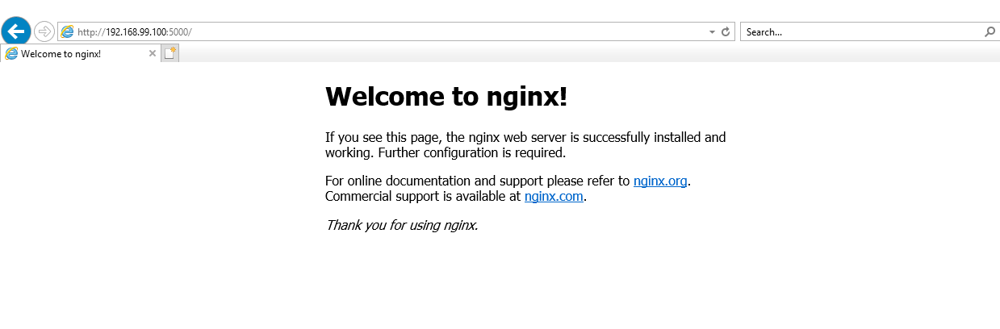 http://192.168.99.100:5000/
Search...
Welcome to nginx!
Welcome to nginx!
If you see this page, the nginx web server is successfully installed and
working. Further configuration is required.
For online documentation and support please refer to nginx.org.
Commercial support is available at nginx.com.
Thank you for using nginx.